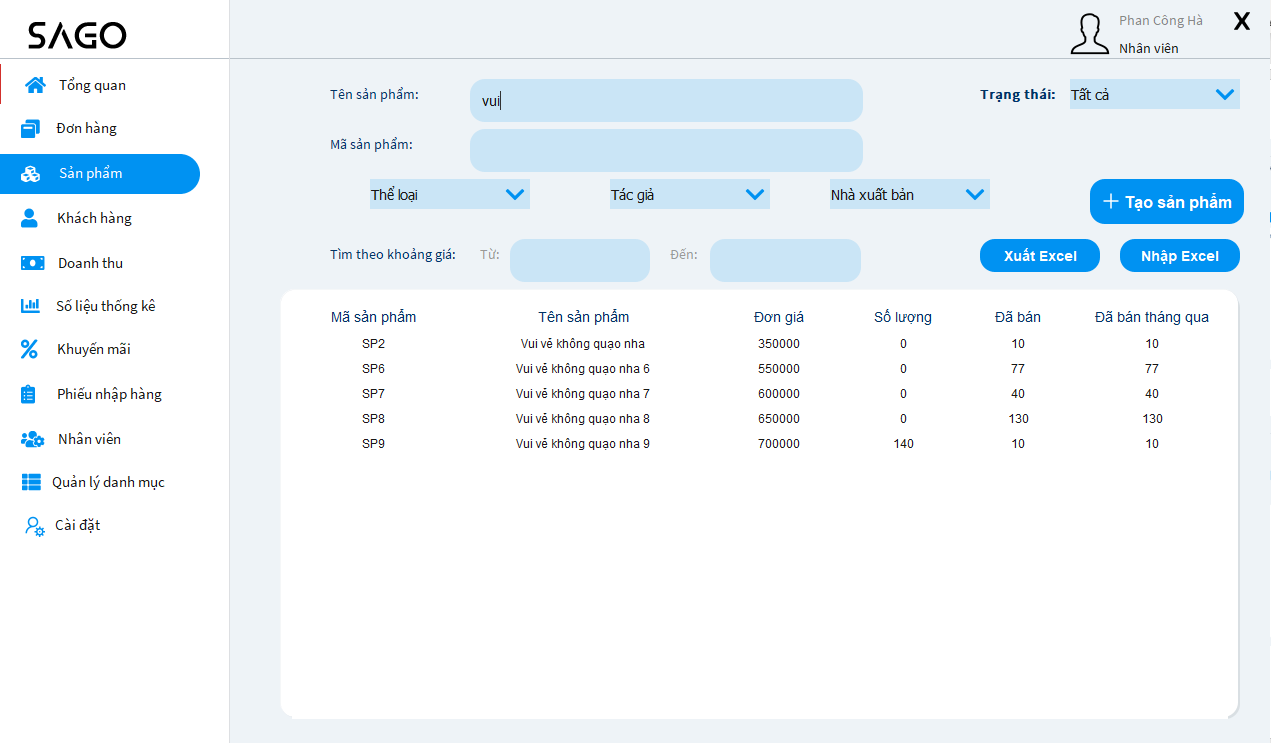 SAGO
Phan Công Hà
X
Nhân viên
Tổng quan
Đơn hàng
Sản phẩm
Khách hàng
Doanh thu
Số liệu thống kê
Khuyến mãi
Phiếu nhập hàng
Nhân viên
Quản lý danh mục
Cài đặt
Tên sản phẩm:
vui
Trạng thái:
Tất cả
Mã sản phẩm:
Thể loại
Tác giả
Nhà xuất bản
+ Tạo sản phẩm
Tìm theo khoảng giá:
Từ:
Đến:
Xuất Excel
Nhập Excel
Mã sản phẩm Tên sản phẩm Đơn giá Số lượng Đã bán Đã bán tháng qua
SP2 Vui vẽ không quạo nha 350000 0 10 10
SP6 Vui vẽ không quạo nha 6 550000 0 77 77
SP7 Vui vẽ không quạo nha 7 600000 0 40 40
SP8 Vui vẽ không quạo nha 8 650000 0 130 130
SP9 Vui vẽ không quạo nha 9 700000 140 10 10